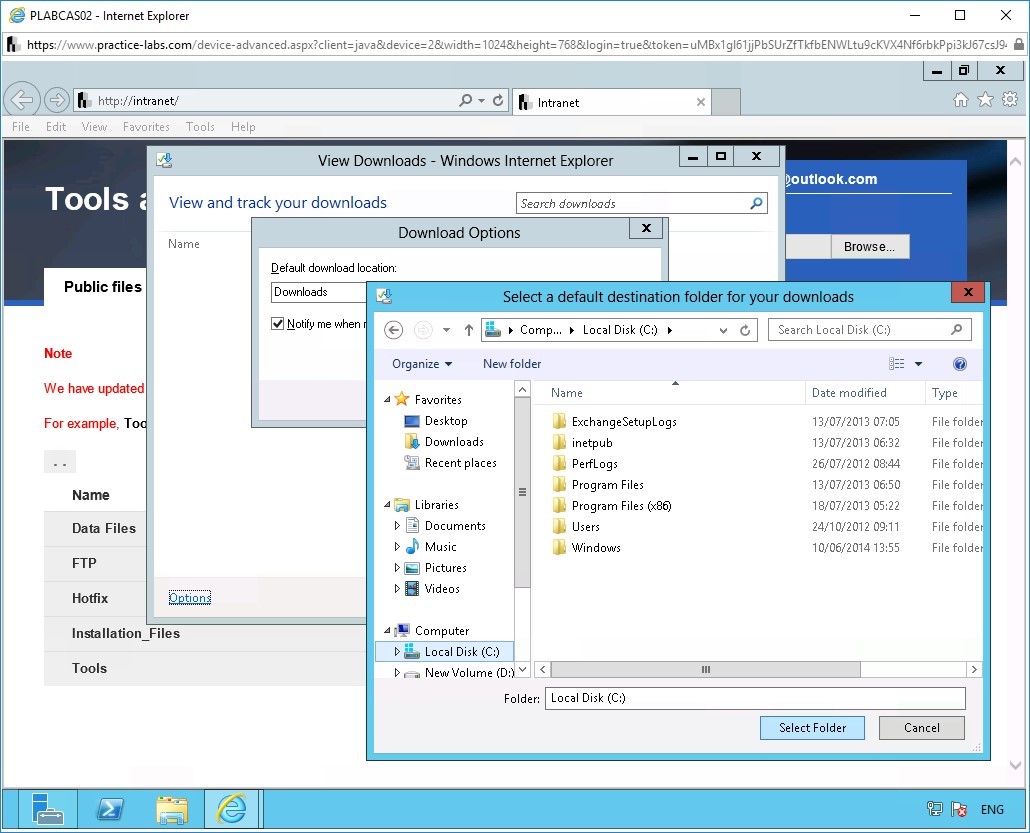 PLABCAS02 - Internet Explorer
https://www.practice-labs.com/device-advanced.aspx?client=java&device=2&width=1024&height=768&login=true&token=
http://intranet/
Intranet
File Edit View Favorites Tools Help
Tools
@outlook.com
Browse...
Public files
Note
We have updated
For example, Too
. .
Name
Data Files
FTP
Hotfix
Installation_Files
Tools
View Downloads - Windows Internet Explorer
View and track your downloads
Search downloads
Name
Options
Download Options
Default download location:
Downloads
Notify me when
Select a default destination folder for your downloads
Comp... Local Disk (C:)
Search Local Disk (C:)
Organize New folder
Favorites
Desktop
Downloads
Recent places
Libraries
Documents
Music
Pictures
Videos
Computer
Local Disk (C:)
New Volume (D:)
Name Date modified Type
ExchangeSetupLogs 13/07/2013 07:05 File folder
inetpub 13/07/2013 06:32 File folder
PerfLogs 26/07/2012 08:44 File folder
Program Files 13/07/2013 06:50 File folder
Program Files (x86) 18/07/2013 05:22 File folder
Users 24/10/2012 09:11 File folder
Windows 10/06/2014 13:55 File folder
Folder: Local Disk (C:)
Select Folder Cancel
ENG